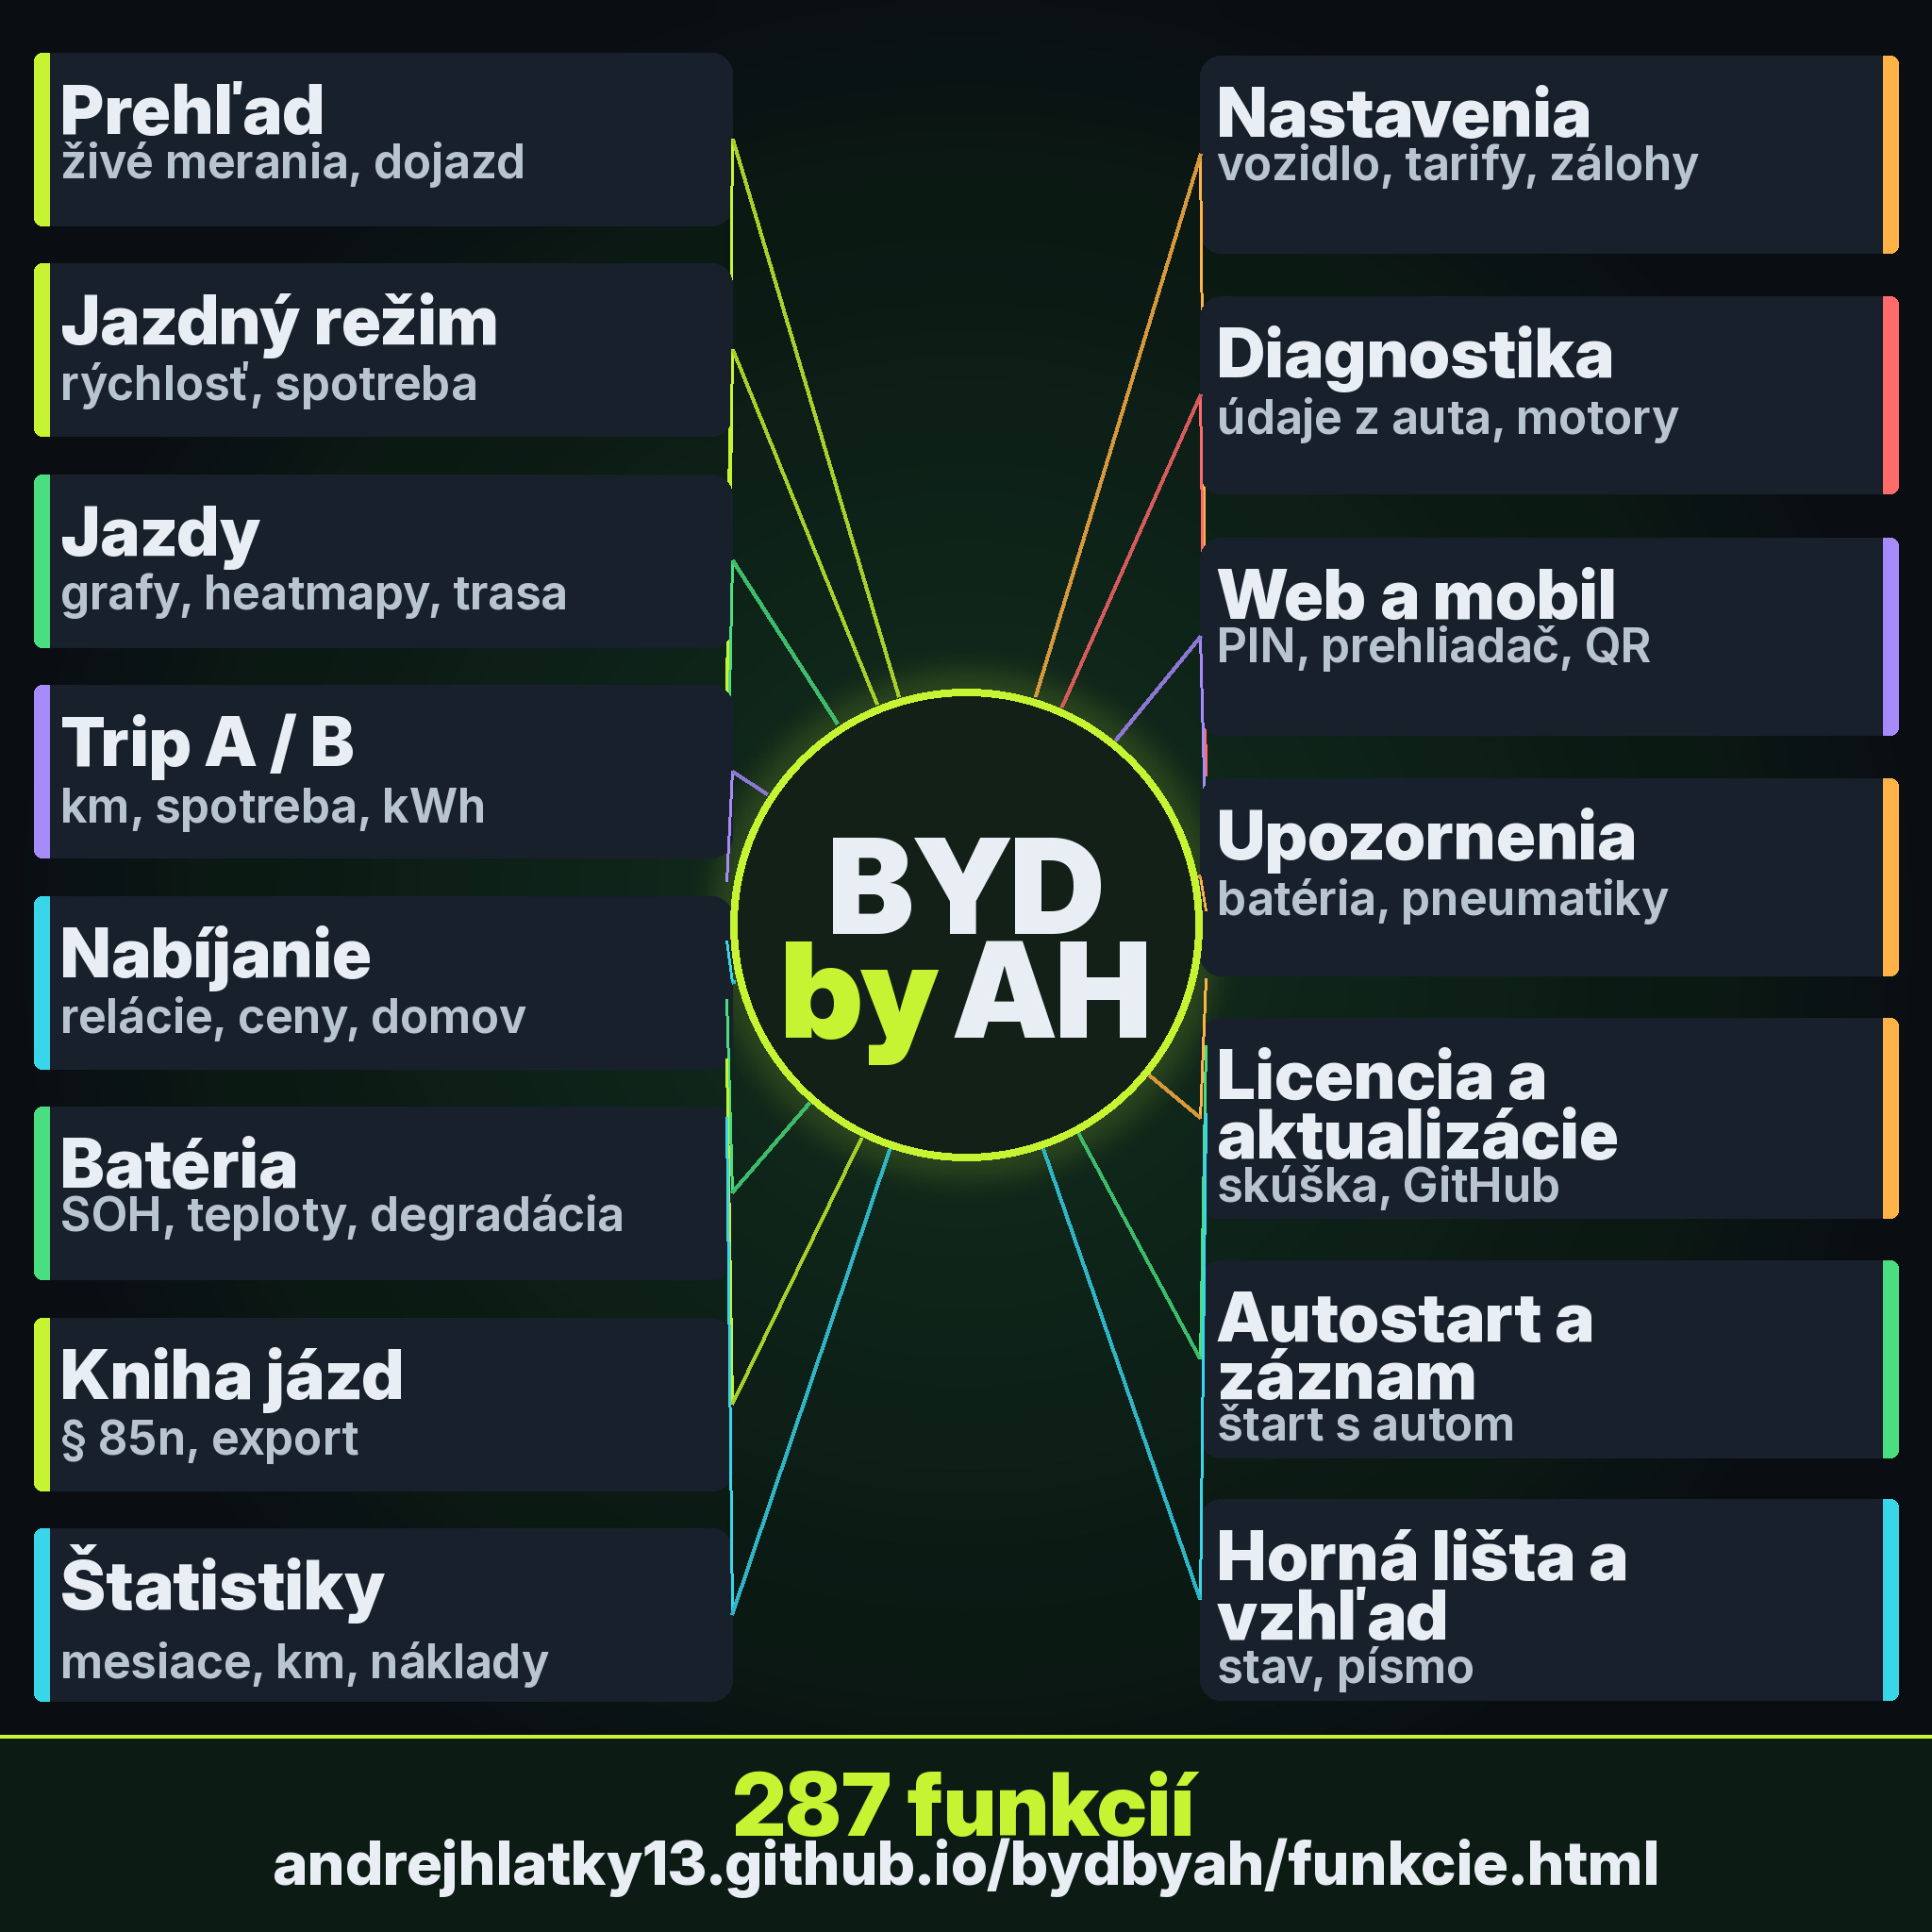 Prehľad
živé merania, dojazd
Jazdný režim
rýchlosť, spotreba
Jazdy
grafy, heatmapy, trasa
Trip A / B
km, spotreba, kWh
Nabíjanie
relácie, ceny, domov
Batéria
SOH, teploty, degradácia
Kniha jázd
§ 85n, export
Štatistiky
mesiace, km, náklady
BYD
by AH
Nastavenia
vozidlo, tarify, zálohy
Diagnostika
údaje z auta, motory
Web a mobil
PIN, prehliadač, QR
Upozornenia
batéria, pneumatiky
Licencia a
aktualizácie
skúška, GitHub
Autostart a
záznam
štart s autom
Horná lišta a
vzhľad
stav, písmo
287 funkcií
andrejhlatky13.github.io/bydbyah/funkcie.html